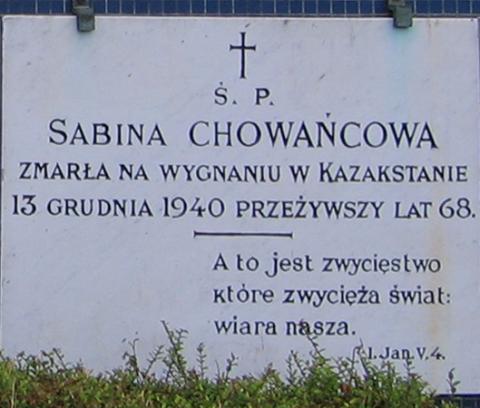 Ś. P.
SABINA CHOWAŃCOWA
ZMARŁA NA WYGNANIU W KAZAKSTANIE
13 GRUDNIA 1940 PRZEŻYWSZY LAT 68.
A to jest zwycięstwo
które zwycięża świat:
wiara nasza.
I. Jan. V. 4.